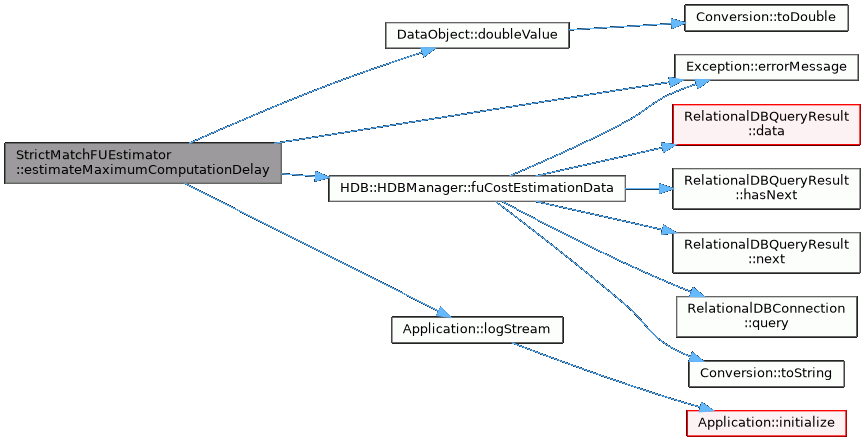 Conversion::toDouble
DataObject::doubleValue
Exception::errorMessage
RelationalDBQueryResult
::data
StrictMatchFUEstimator
::estimateMaximumComputationDelay
HDB::HDBManager::fuCostEstimationData
RelationalDBQueryResult
::hasNext
RelationalDBQueryResult
::next
RelationalDBConnection
::query
Application::logStream
Conversion::toString
Application::initialize